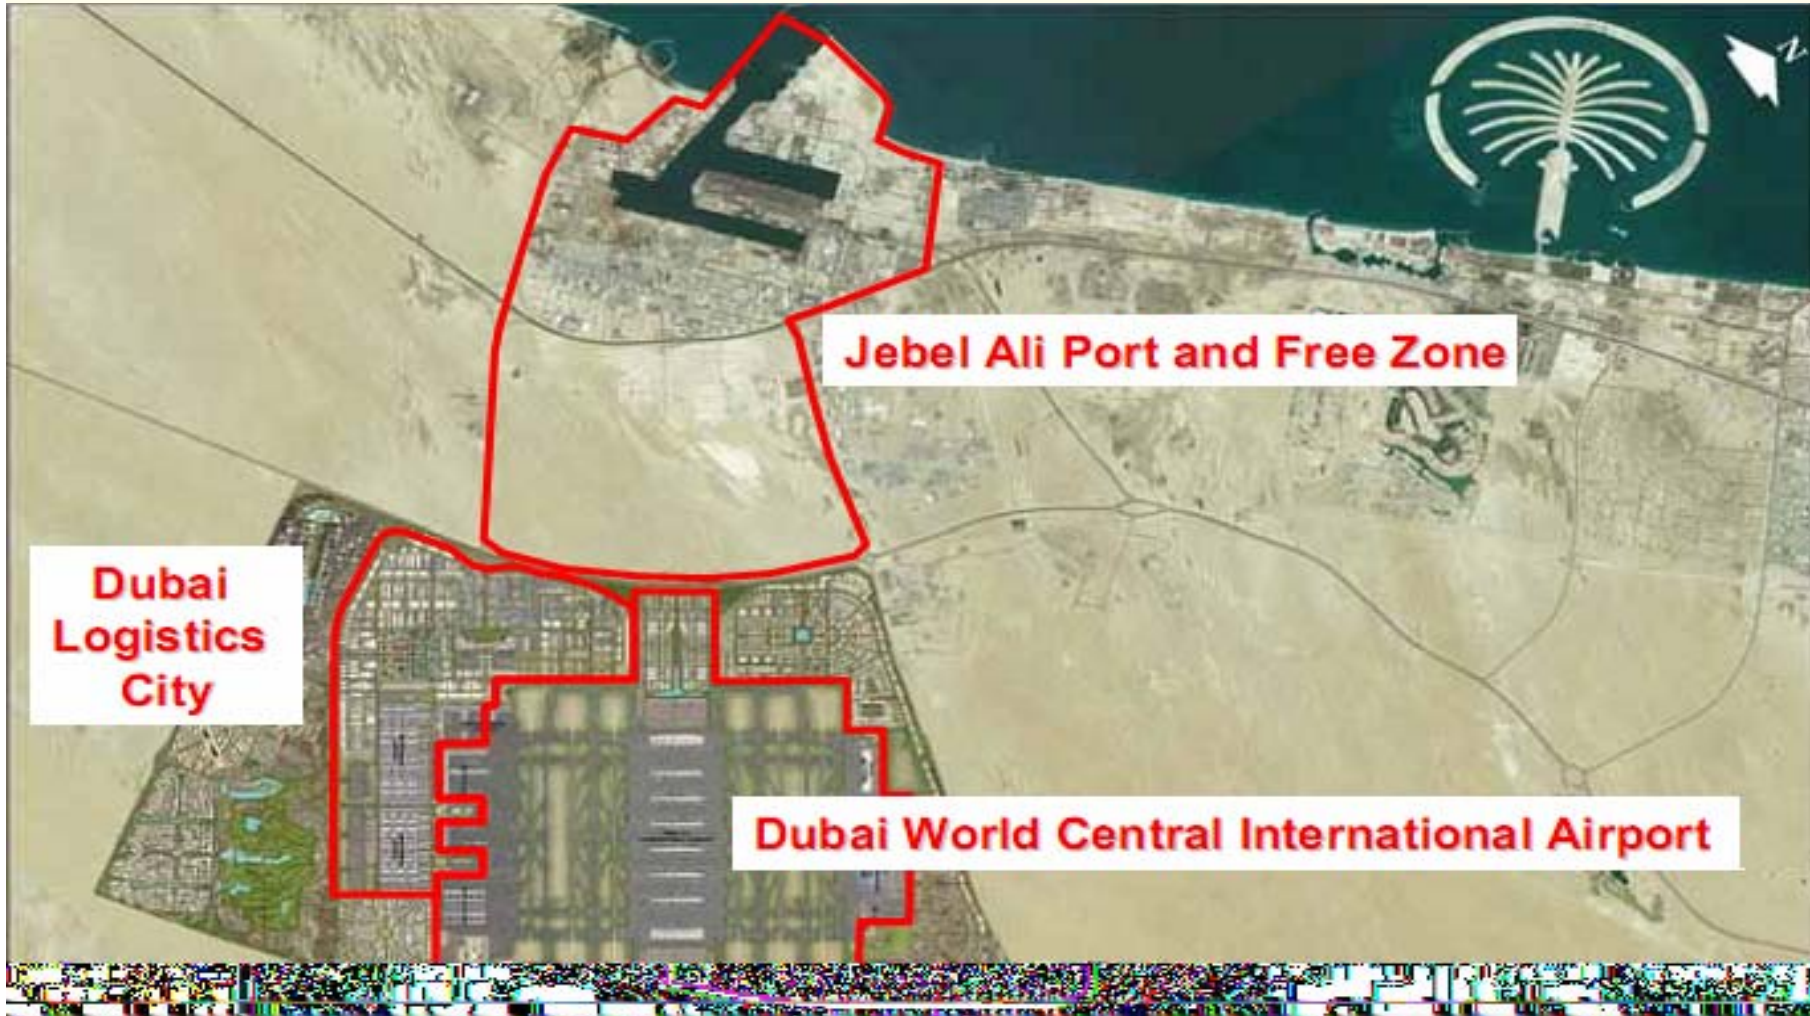 N
Jebel Ali Port and Free Zone
Dubai
Logistics
City
Dubai World Central International Airport